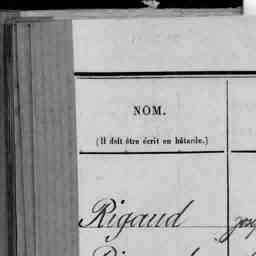 NOM.
(Il doit être écrit en bâtarde.)
Rigaud